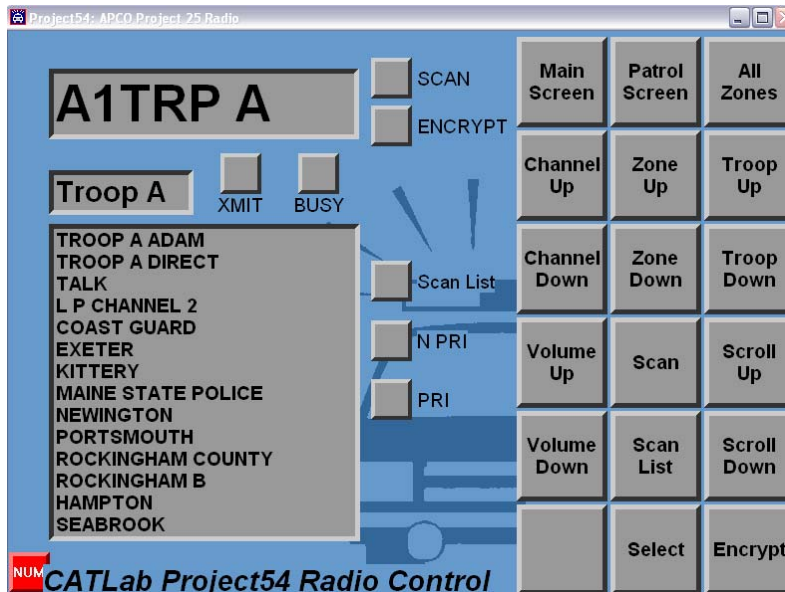 Project54: APCO Project 25 Radio
A1TRP A
SCAN
ENCRYPT
Troop A
XMIT
BUSY
TROOP A ADAM
TROOP A DIRECT
TALK
L P CHANNEL 2
COAST GUARD
EXETER
KITTERY
MAINE STATE POLICE
NEWINGTON
PORTSMOUTH
ROCKINGHAM COUNTY
ROCKINGHAM B
HAMPTON
SEABROOK
Scan List
N PRI
PRI
Main
Screen
Patrol
Screen
All
Zones
Channel
Up
Zone
Up
Troop
Up
Channel
Down
Zone
Down
Troop
Down
Volume
Up
Scan
Scroll
Up
Volume
Down
Scan
List
Scroll
Down
Select
Encrypt
NUM
CATLab Project54 Radio Control